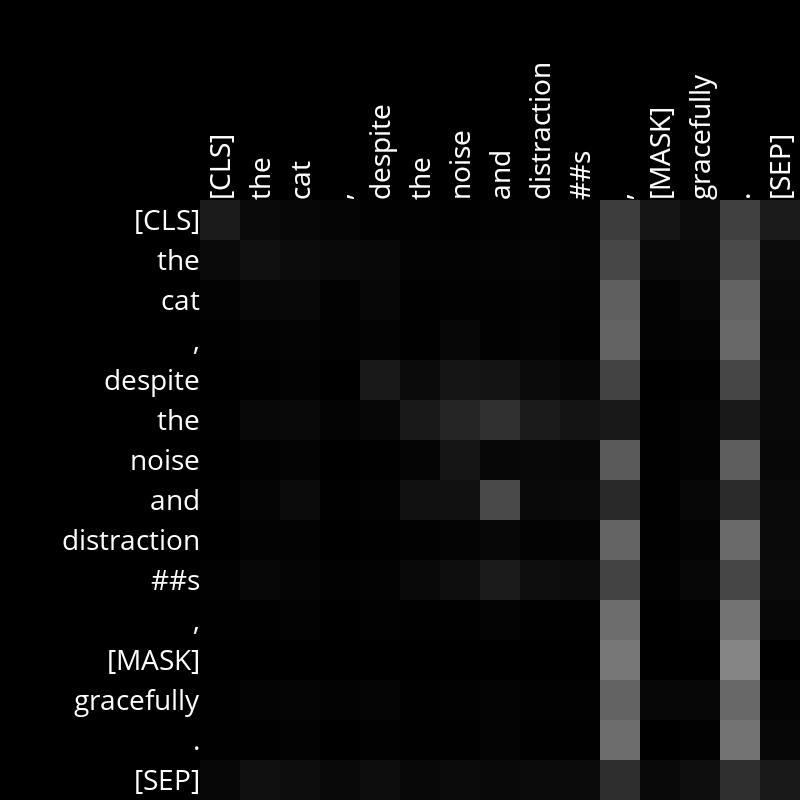 [CLS] the cat , despite the noise and distraction ##s , [MASK] gracefully . [SEP]
[CLS]
the
cat
,
despite
the
noise
and
distraction
##s
,
[MASK]
gracefully
.
[SEP]